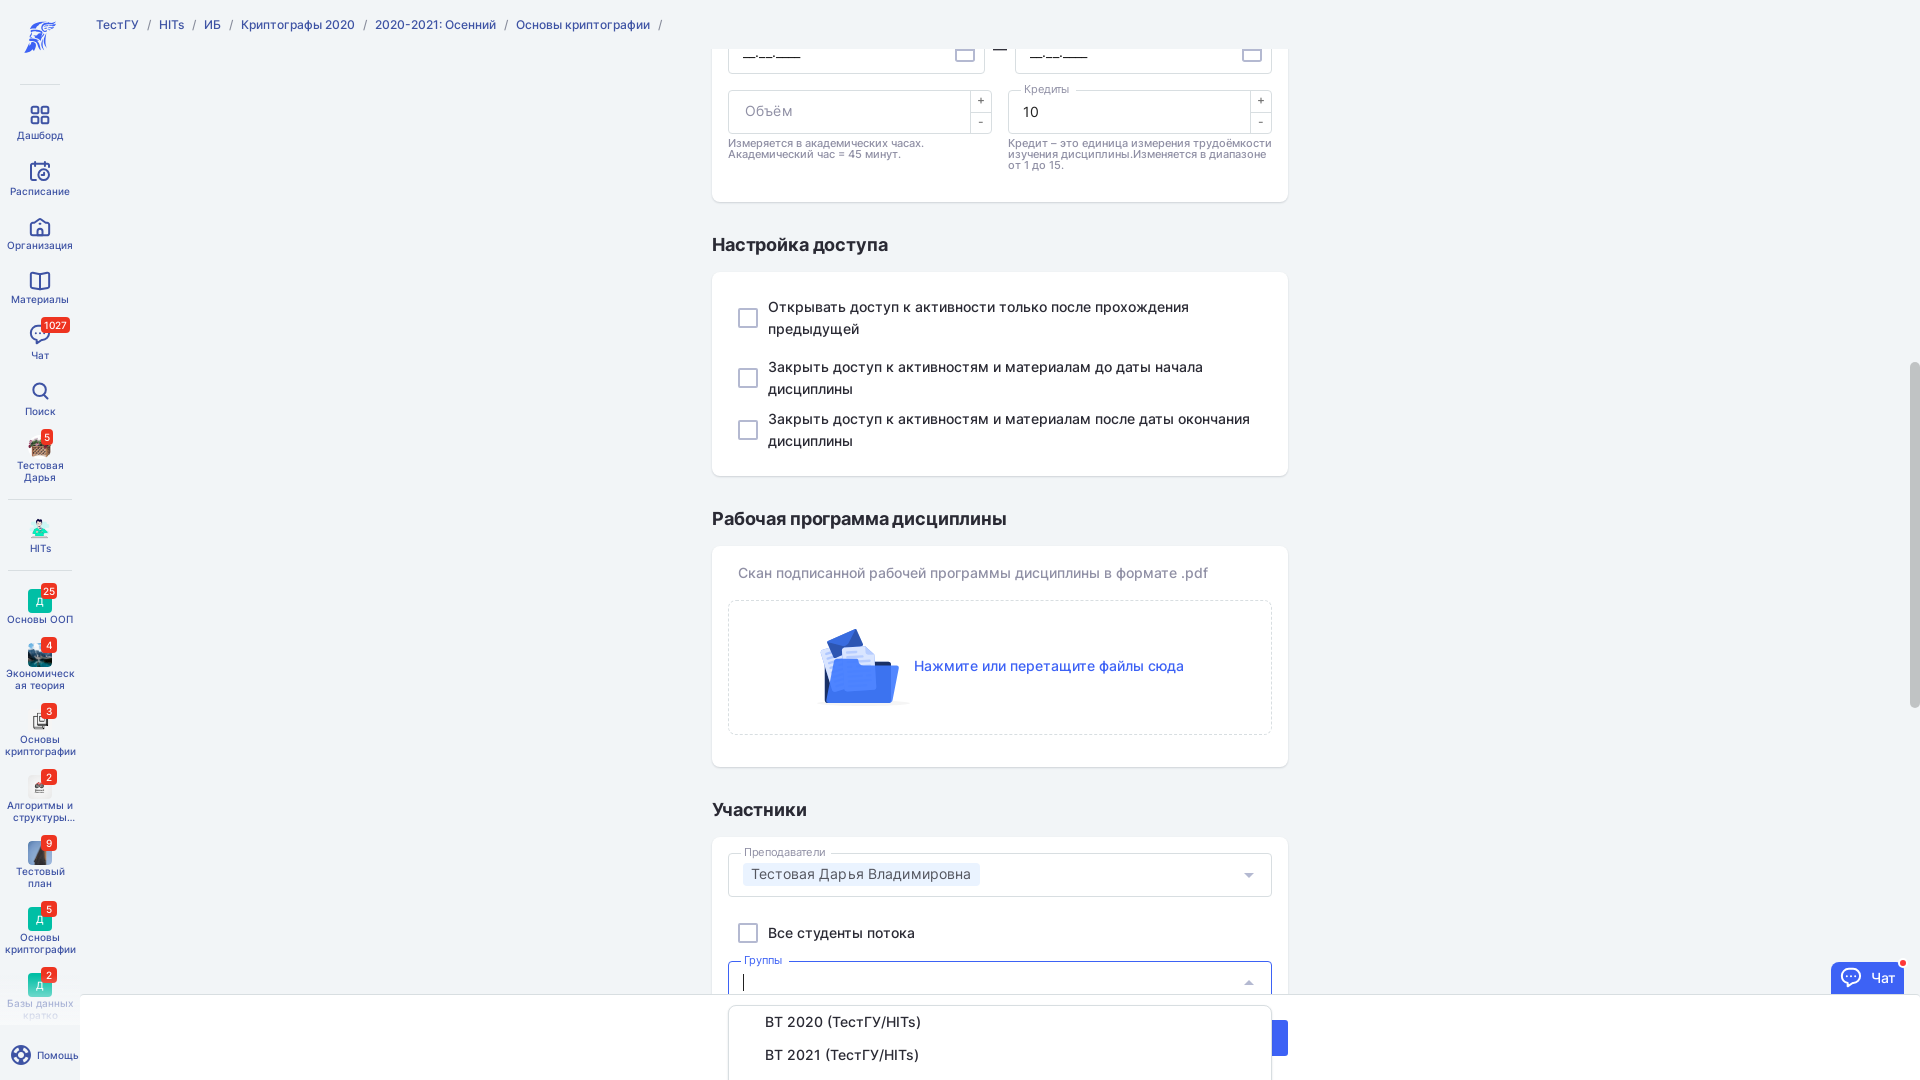 ТестГУ / HITs / ИБ / Криптографы 2020 / 2020-2021: Осенний / Основы криптографии /
Дашборд
Расписание
Организация
Материалы
1027
Чат
Поиск
5
Тестовая
Дарья
HITs
25
Д
Основы ООП
4
Экономическ
ая теория
3
Основы
криптографии
2
Алгоритмы и
структуры...
9
Тестовый
план
5
Д
Основы
криптографии
2
Д
Базы данных
кратко
Помощь
__.__.____ — __.__.____
Объём
+
-
Измеряется в академических часах.
Академический час = 45 минут.
Кредиты
10
+
-
Кредит – это единица измерения трудоёмкости
изучения дисциплины.Изменяется в диапазоне
от 1 до 15.
Настройка доступа
Открывать доступ к активности только после прохождения
предыдущей
Закрыть доступ к активностям и материалам до даты начала
дисциплины
Закрыть доступ к активностям и материалам после даты окончания
дисциплины
Рабочая программа дисциплины
Скан подписанной рабочей программы дисциплины в формате .pdf
Нажмите или перетащите файлы сюда
Участники
Преподаватели
Тестовая Дарья Владимировна
Все студенты потока
Группы
ВТ 2020 (ТестГУ/HITs)
ВТ 2021 (ТестГУ/HITs)
Чат